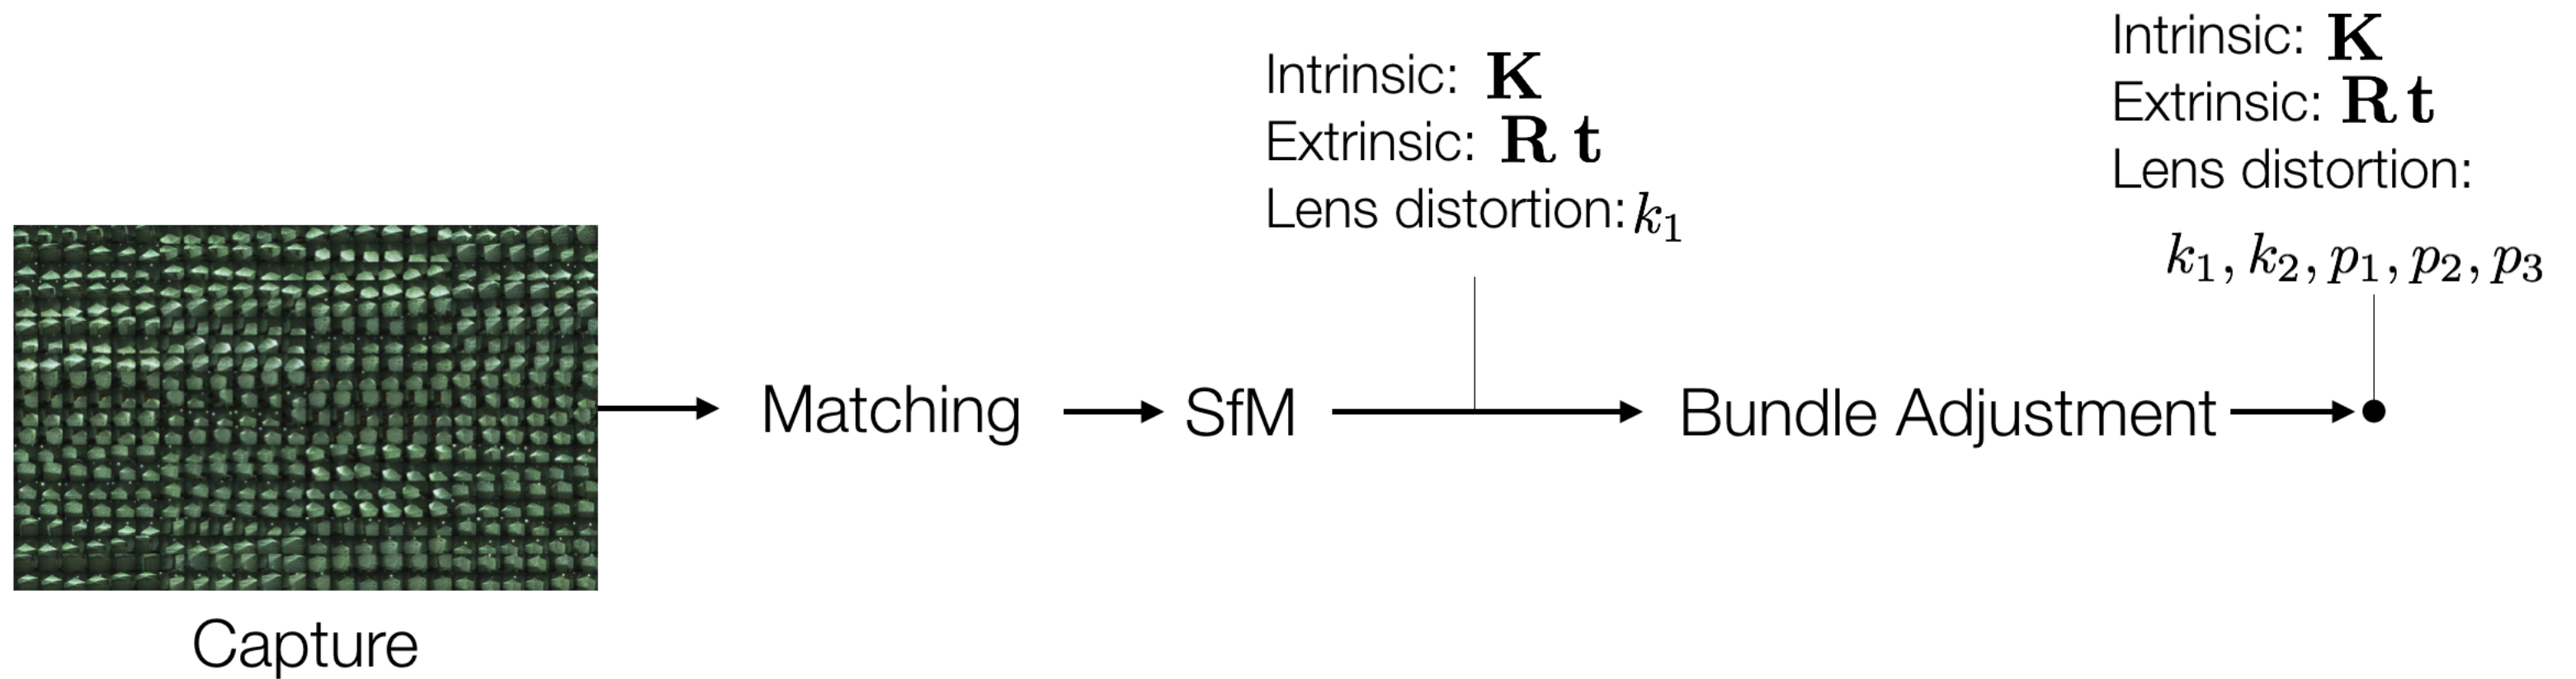 Intrinsic: K
Extrinsic: R t
Lens distortion: k₁
Intrinsic: K
Extrinsic: R t
Lens distortion:
k₁, k₂, p₁, p₂, p₃
Matching
SfM
Bundle Adjustment
Capture